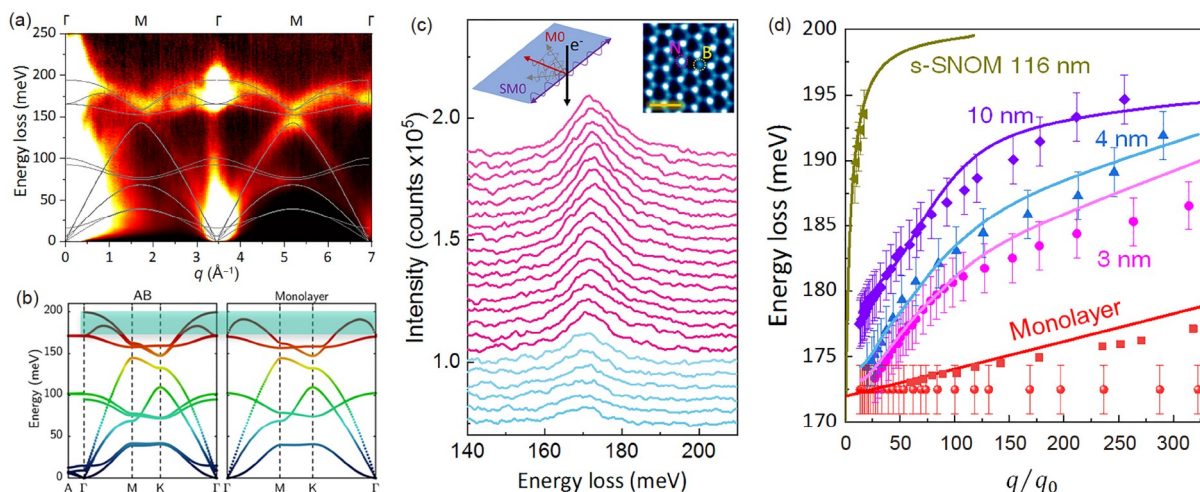 (a)
Γ M Γ M Γ
Energy loss (meV)
250
200
150
100
50
0
0 1 2 3 4 5 6 7
q (Å⁻¹)
(b)
AB Monolayer
Energy (meV)
200
150
100
50
0
A Γ M K Γ Γ M K Γ
(c)
M0
e⁻
SM0
N
B
Intensity (counts x10⁵)
2.0
1.5
1.0
140 160 180 200
Energy loss (meV)
(d)
Energy loss (meV)
200
195
190
185
180
175
170
s-SNOM 116 nm
10 nm
4 nm
3 nm
Monolayer
0 50 100 150 200 250 300
q/q₀